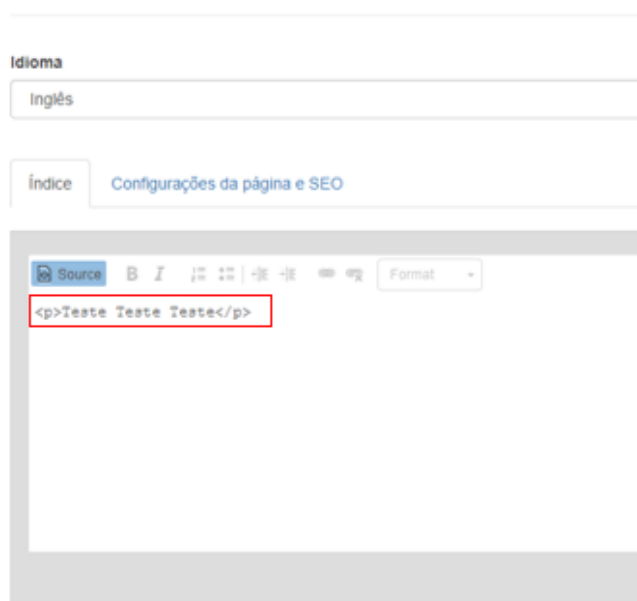 Idioma
Inglês
Índice Configurações da página e SEO
Source B I Format
<p>Teste Teste Teste</p>